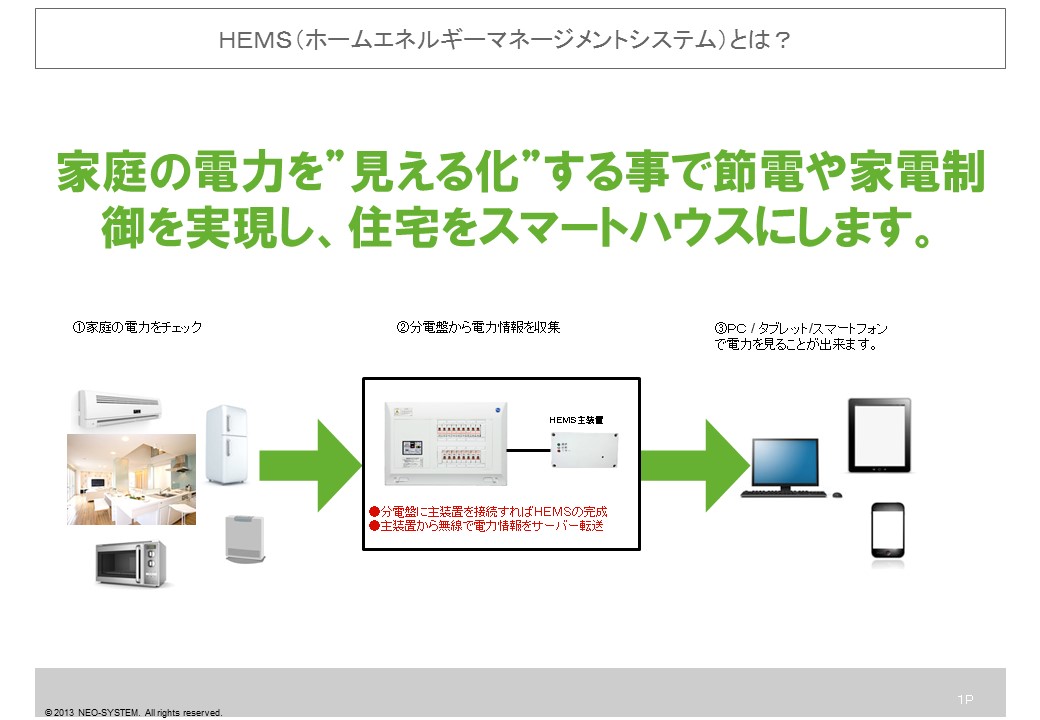 HEMS（ホームエネルギーマネージメントシステム）とは？
家庭の電力を”見える化”する事で節電や家電制
御を実現し、住宅をスマートハウスにします。
①家庭の電力をチェック
②分電盤から電力情報を収集
③PC / タブレット/スマートフォン
で電力を見ることが出来ます。
HEMS主装置
●分電盤に主装置を接続すればHEMSの完成
●主装置から無線で電力情報をサーバー転送
1P
© 2013 NEO-SYSTEM. All rights reserved.